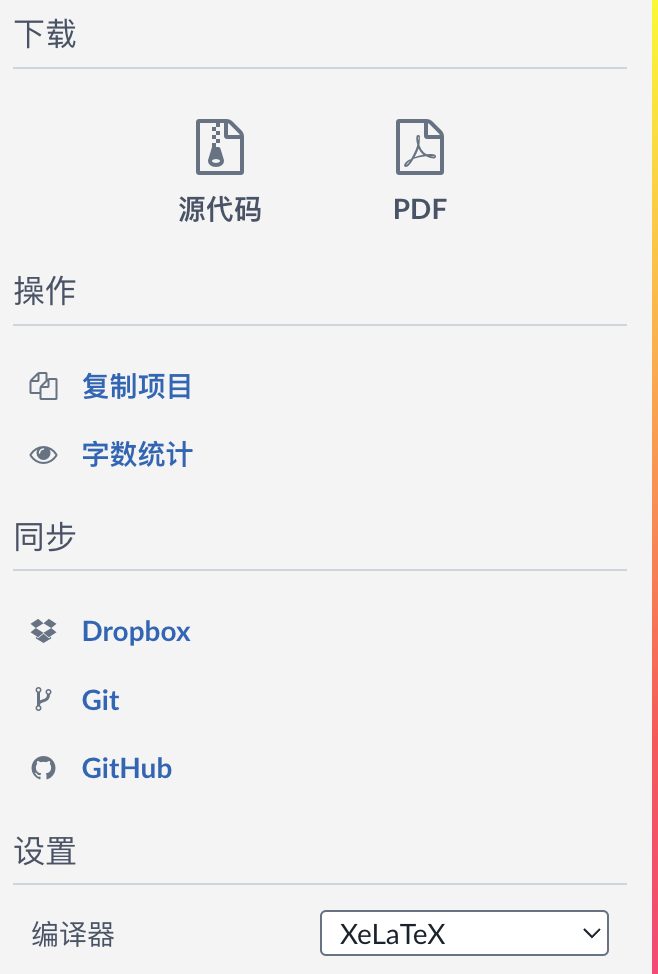 下载
源代码
PDF
操作
复制项目
字数统计
同步
Dropbox
Git
GitHub
设置
编译器
XeLaTeX